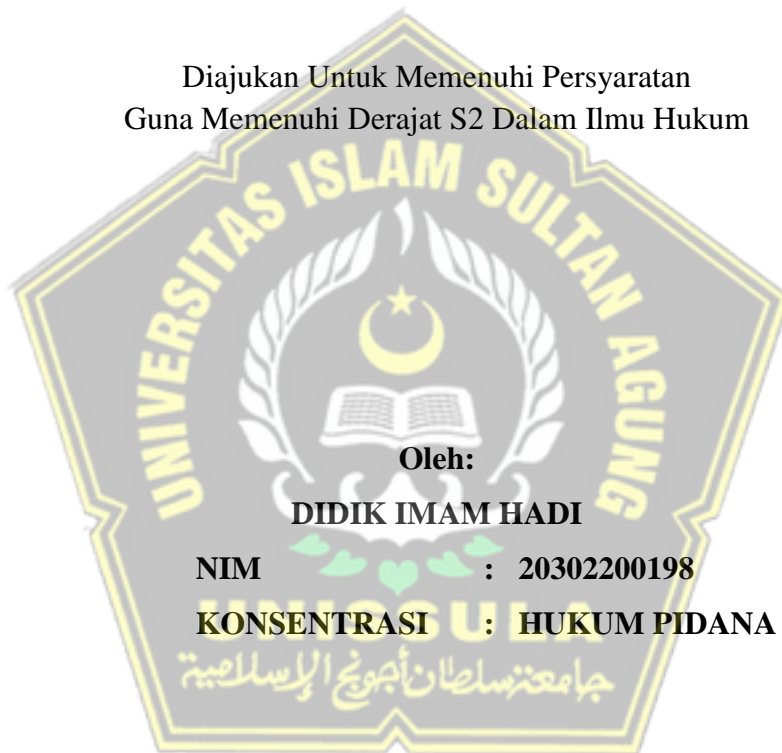 Diajukan Untuk Memenuhi Persyaratan
Guna Memenuhi Derajat S2 Dalam Ilmu Hukum
UNIVERSITAS ISLAM SULTAN AGUNG
Oleh:
DIDIK IMAM HADI
NIM : 20302200198
KONSENTRASI : HUKUM PIDANA
UNISSULA
جامعة سلطان أجونج الإسلامية